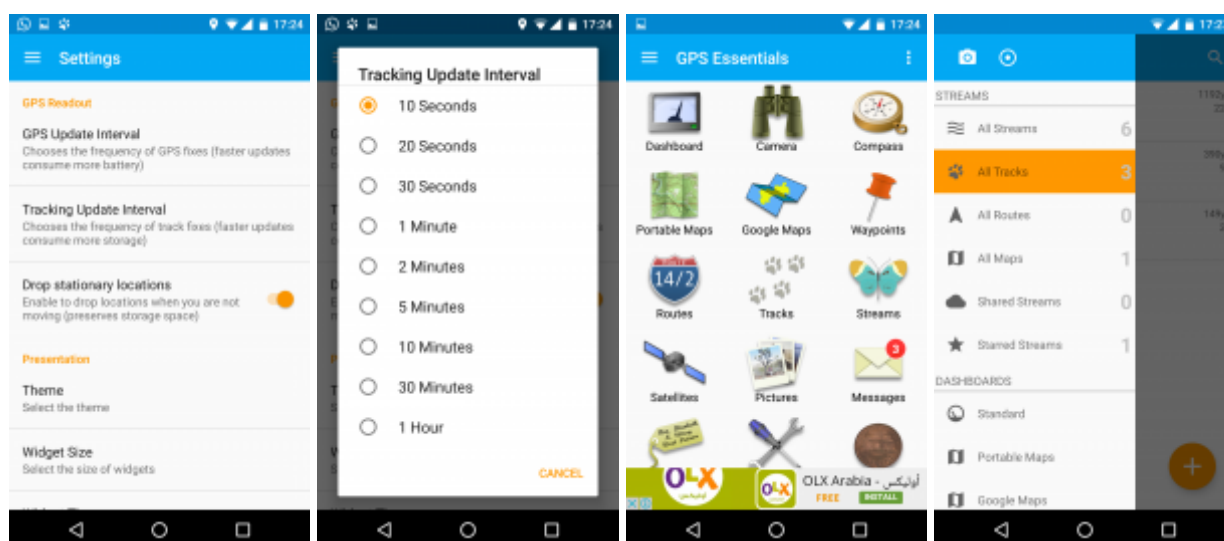 17:24
Settings
GPS Readout
GPS Update Interval
Chooses the frequency of GPS fixes (faster updates
consume more battery)
Tracking Update Interval
Chooses the frequency of track fixes (faster updates
consume more storage)
Drop stationary locations
Enable to drop locations when you are not
moving (preserves storage space)
Presentation
Theme
Select the theme
Widget Size
Select the size of widgets
17:24
Tracking Update Interval
10 Seconds
20 Seconds
30 Seconds
1 Minute
2 Minutes
5 Minutes
10 Minutes
30 Minutes
1 Hour
CANCEL
17:24
GPS Essentials
Dashboard Camera Compass
Portable Maps Google Maps Waypoints
14/2
Routes Tracks Streams
3
Satellites Pictures Messages
OLX OLX OLX Arabia - أوليكس
FREE INSTALL
STREAMS
All Streams 6
All Tracks 3
All Routes 0
All Maps 1
Shared Streams 0
Starred Streams 1
DASHBOARDS
Standard
Portable Maps
Google Maps